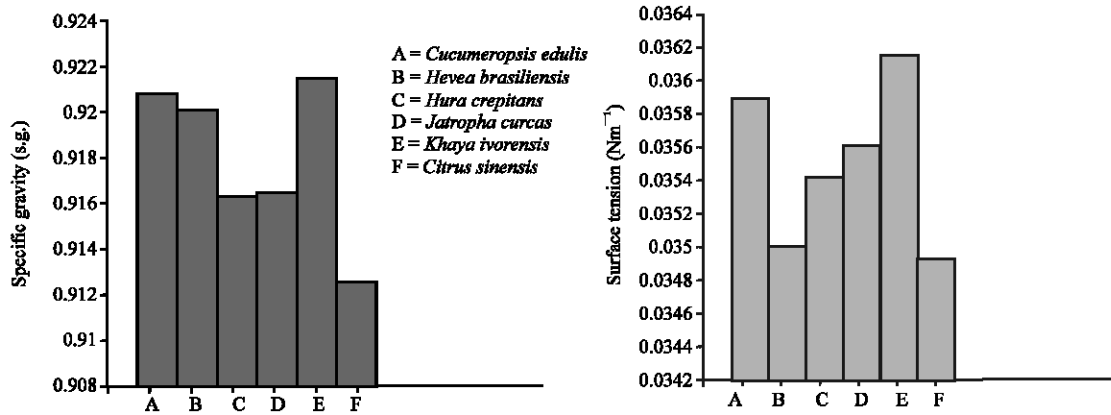 0.924
0.922
0.92
0.918
0.916
0.914
0.912
0.91
0.908
Specific gravity (s.g.)
A B C D E F
A = Cucumeropsis edulis
B = Hevea brasiliensis
C = Hura crepitans
D = Jatropha curcas
E = Khaya ivorensis
F = Citrus sinensis
0.0364
0.0362
0.036
0.0358
0.0356
0.0354
0.0352
0.035
0.0348
0.0346
0.0344
0.0342
Surface tension (Nm⁻¹)
A B C D E F